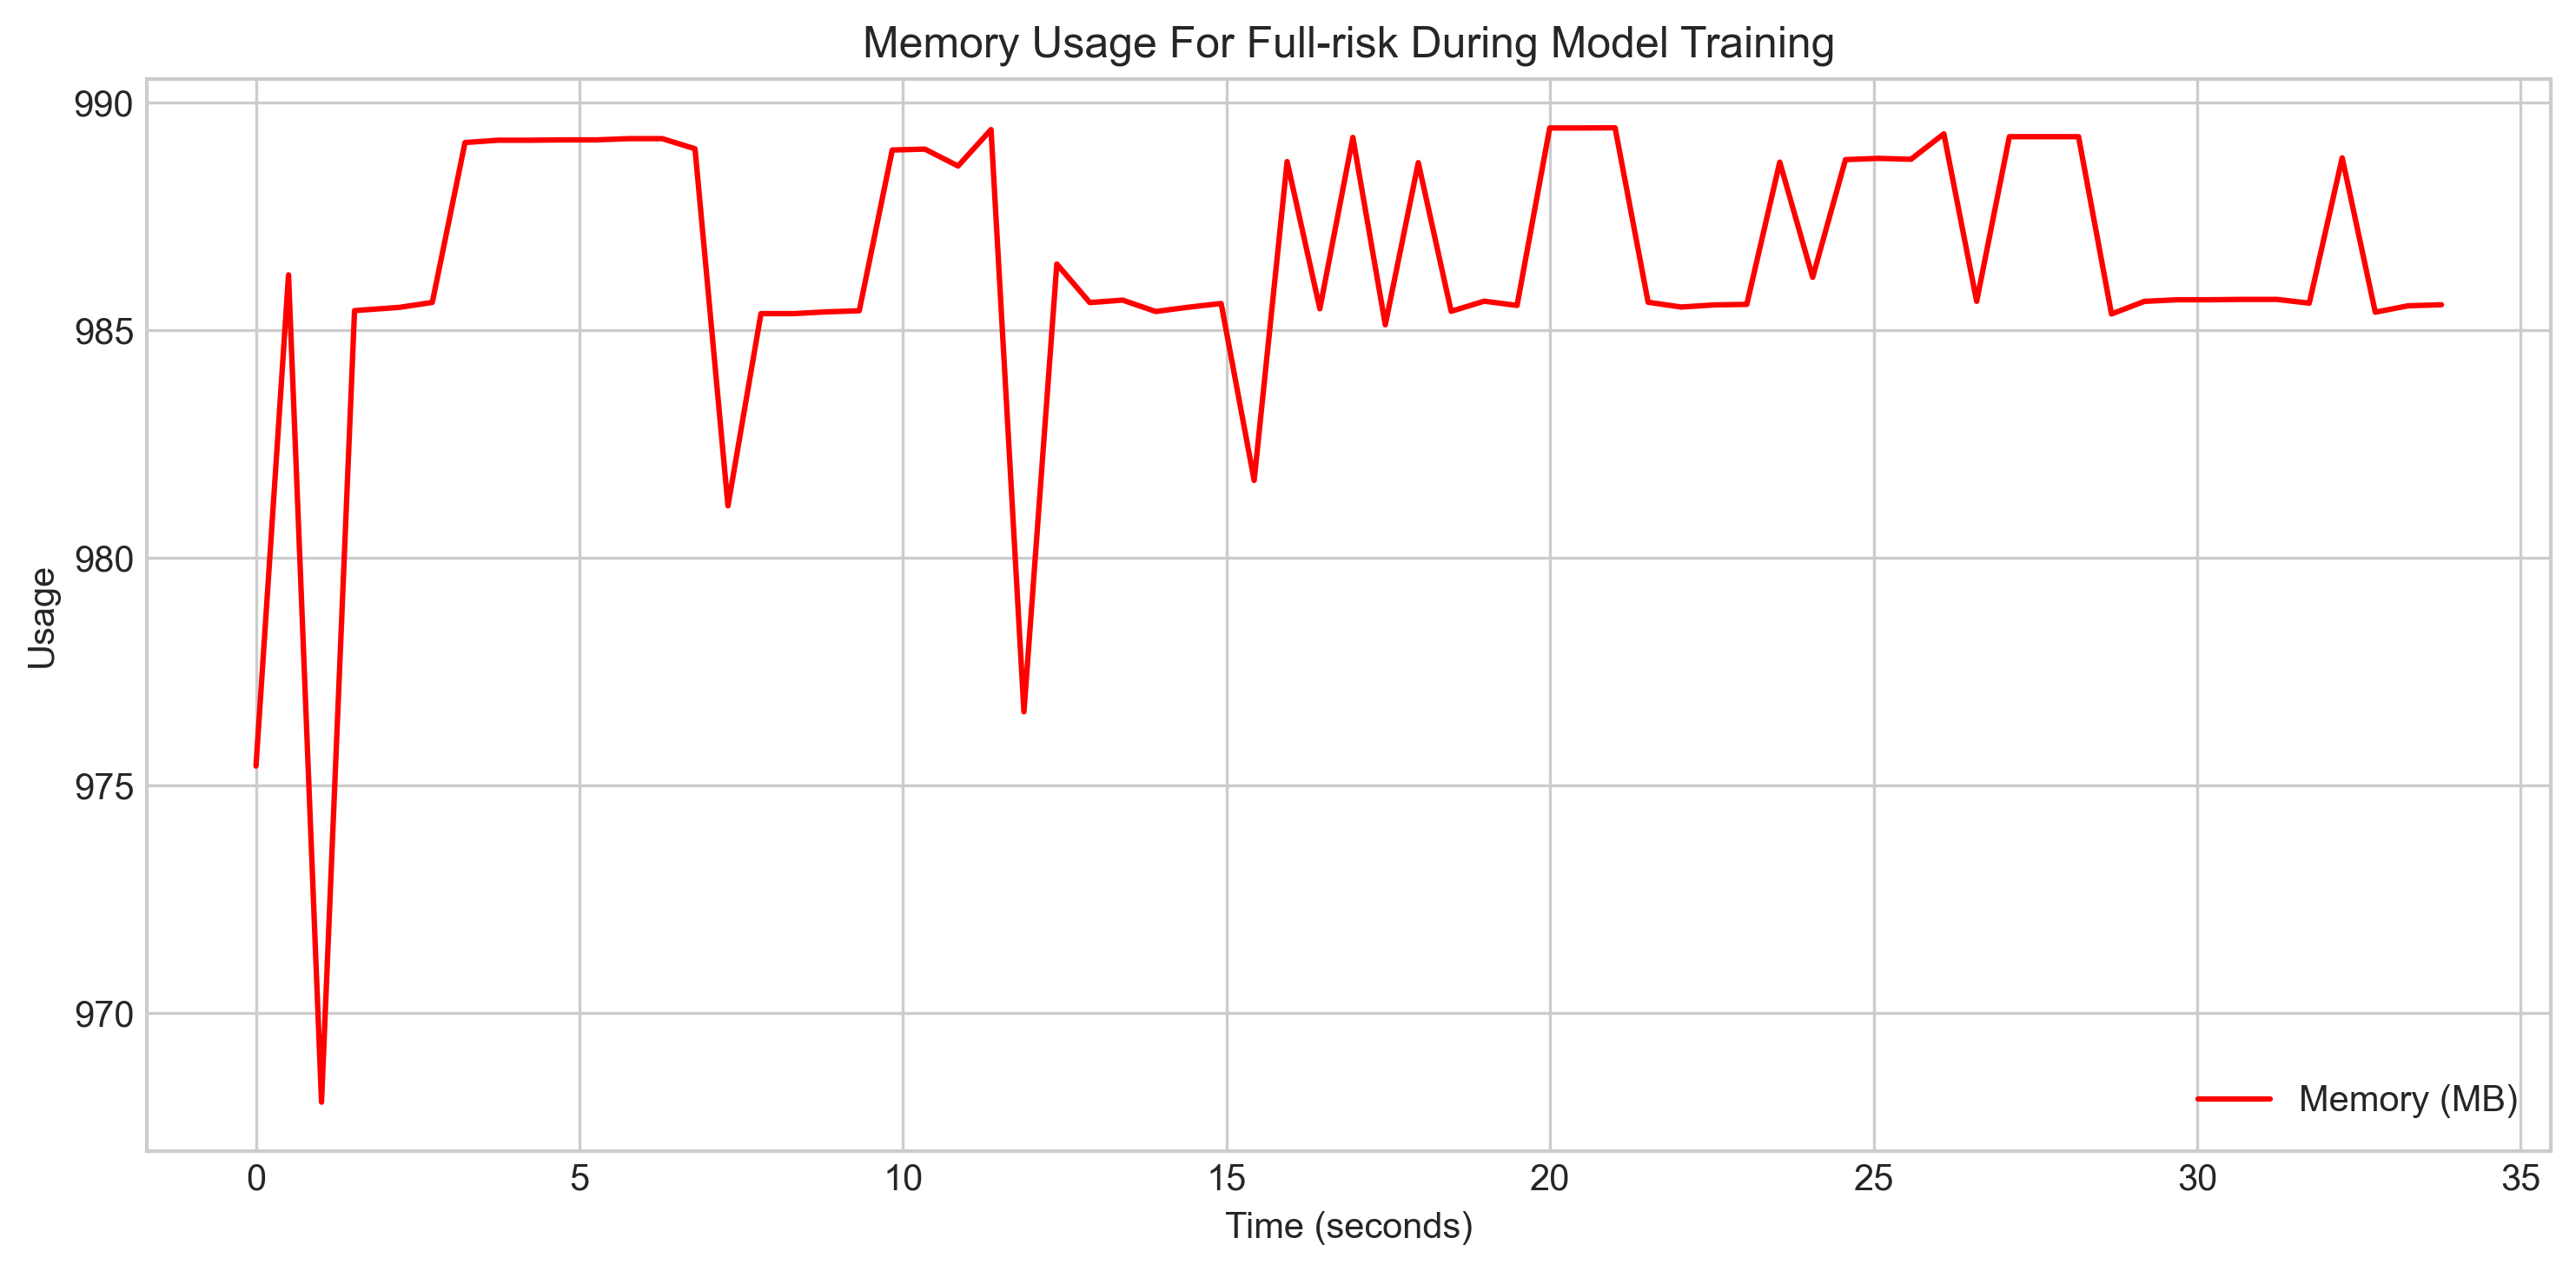 Memory Usage For Full-risk During Model Training
990
985
980
975
970
Usage
Memory (MB)
0 5 10 15 20 25 30 35
Time (seconds)